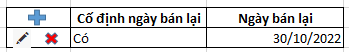 Cố định ngày bán lại Ngày bán lại
Có 30/10/2022